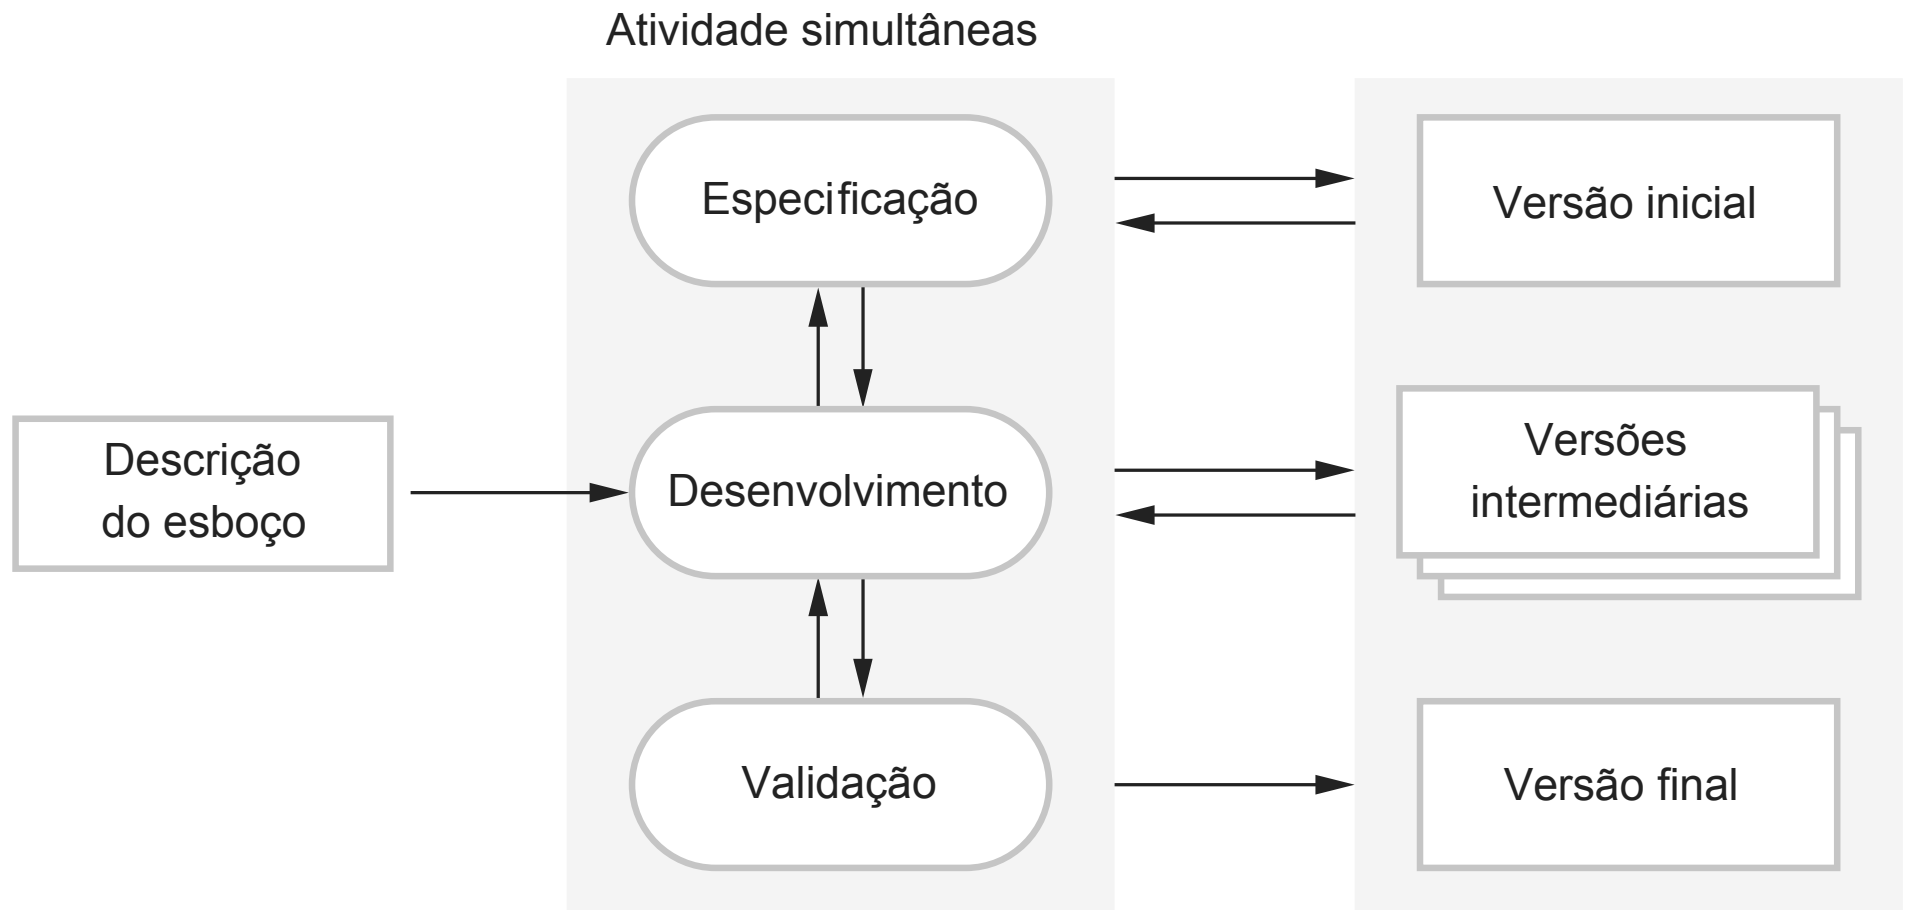 Atividade simultâneas
Especificação
Versão inicial
Descrição
do esboço
Desenvolvimento
Versões
intermediárias
Validação
Versão final